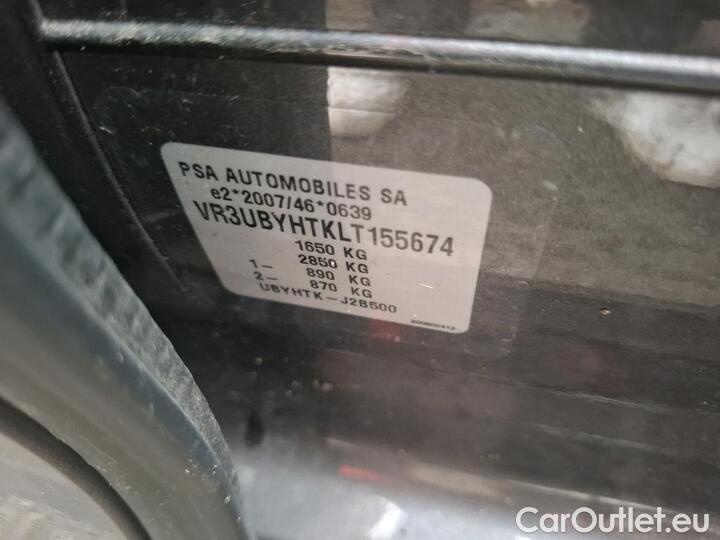 PSA AUTOMOBILES SA
e2*2007/46*0639
VR3UBYHTKLT155674
1650 KG
2850 KG
1– 890 KG
2– 870 KG
UBYHTK–J2B500
CarOutlet.eu